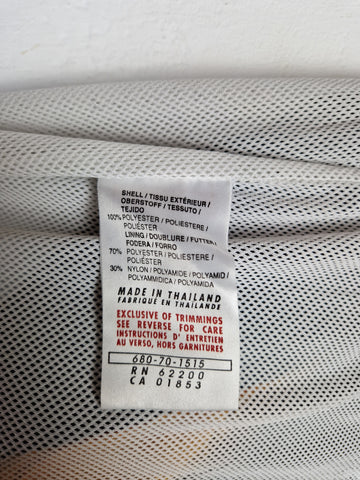 SHELL / TISSU EXTÉRIEUR /
OBERSTOFF / TESSUTO /
TEJIDO
100% POLYESTER / POLIESTERE /
POLIÉSTER
LINING / DOUBLURE / FUTTER /
FODERA / FORRO
70% POLYESTER / POLIESTERE /
POLIÉSTER
30% NYLON / POLYAMIDE / POLYAMID /
POLYAMMIDICA / POLYAMIDA
MADE IN THAILAND
FABRIQUÉ EN THAÏLANDE
EXCLUSIVE OF TRIMMINGS
SEE REVERSE FOR CARE
INSTRUCTIONS D' ENTRETIEN
AU VERSO, HORS GARNITURES
680-70-1515
RN 62200
CA 01853